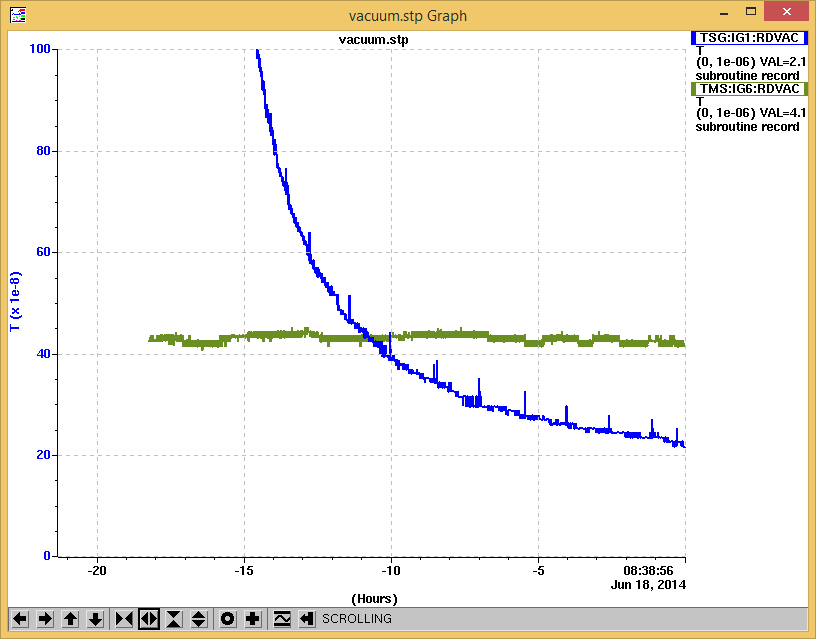 vacuum.stp Graph
vacuum.stp
TSG:IG1:RDVAC
T
(0, 1e-06) VAL=2.1
subroutine record
TMS:IG6:RDVAC
T
(0, 1e-06) VAL=4.1
subroutine record
100
80
60
40
20
0
T (x 1e-8)
-20
-15
-10
-5
08:38:56
Jun 18, 2014
(Hours)
SCROLLING